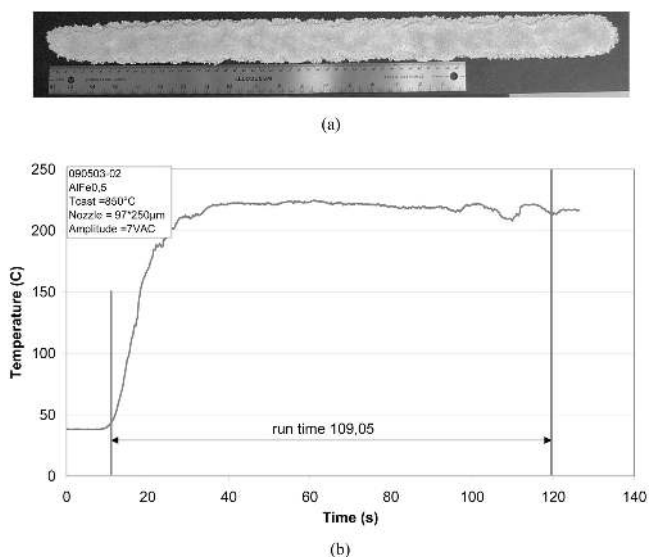 (a)
250
200
150
100
50
0
Temperature (C)
090503-02
AlFe0,5
Tcast =850°C
Nozzle = 97*250µm
Amplitude =7VAC
run time 109,05
0 20 40 60 80 100 120 140
Time (s)
(b)